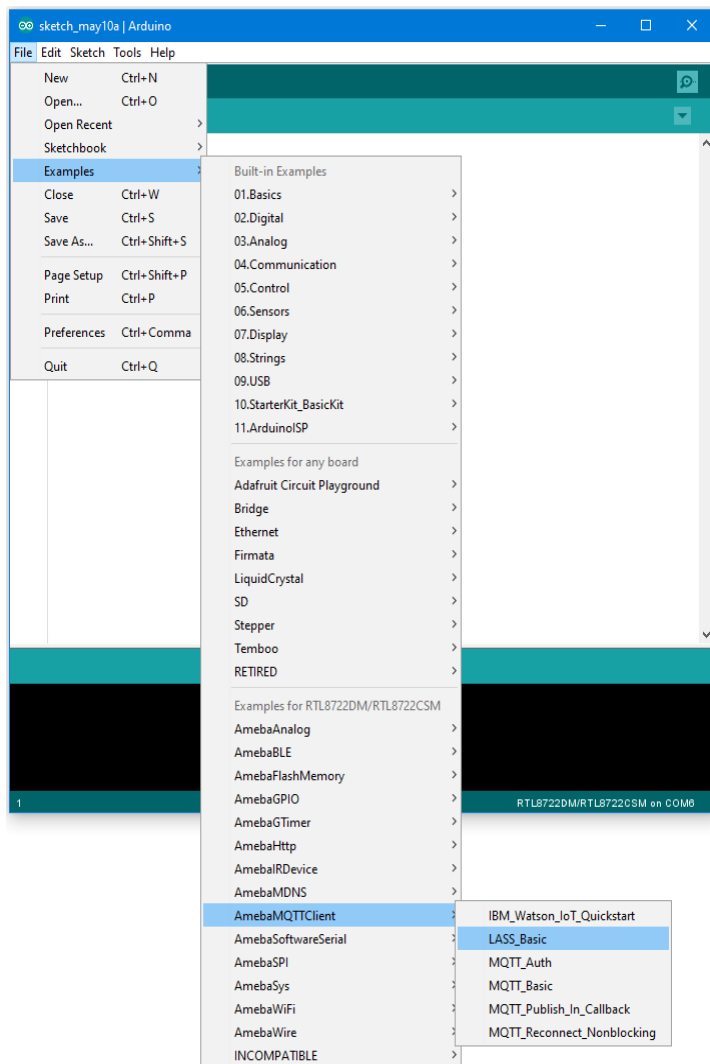 sketch_may10a | Arduino
File Edit Sketch Tools Help
New Ctrl+N
Open... Ctrl+O
Open Recent
Sketchbook
Examples
Close Ctrl+W
Save Ctrl+S
Save As... Ctrl+Shift+S
Page Setup Ctrl+Shift+P
Print Ctrl+P
Preferences Ctrl+Comma
Quit Ctrl+Q
Built-in Examples
01.Basics
02.Digital
03.Analog
04.Communication
05.Control
06.Sensors
07.Display
08.Strings
09.USB
10.StarterKit_BasicKit
11.ArduinoISP
Examples for any board
Adafruit Circuit Playground
Bridge
Ethernet
Firmata
LiquidCrystal
SD
Stepper
Temboo
RETIRED
Examples for RTL8722DM/RTL8722CSM
AmebaAnalog
AmebaBLE
AmebaFlashMemory
AmebaGPIO
AmebaGTimer
AmebaHttp
AmebaIRDevice
AmebaMDNS
AmebaMQTTClient
AmebaSoftwareSerial
AmebaSPI
AmebaSys
AmebaWiFi
AmebaWire
INCOMPATIBLE
IBM_Watson_IoT_Quickstart
LASS_Basic
MQTT_Auth
MQTT_Basic
MQTT_Publish_In_Callback
MQTT_Reconnect_Nonblocking
1 RTL8722DM/RTL8722CSM on COM6